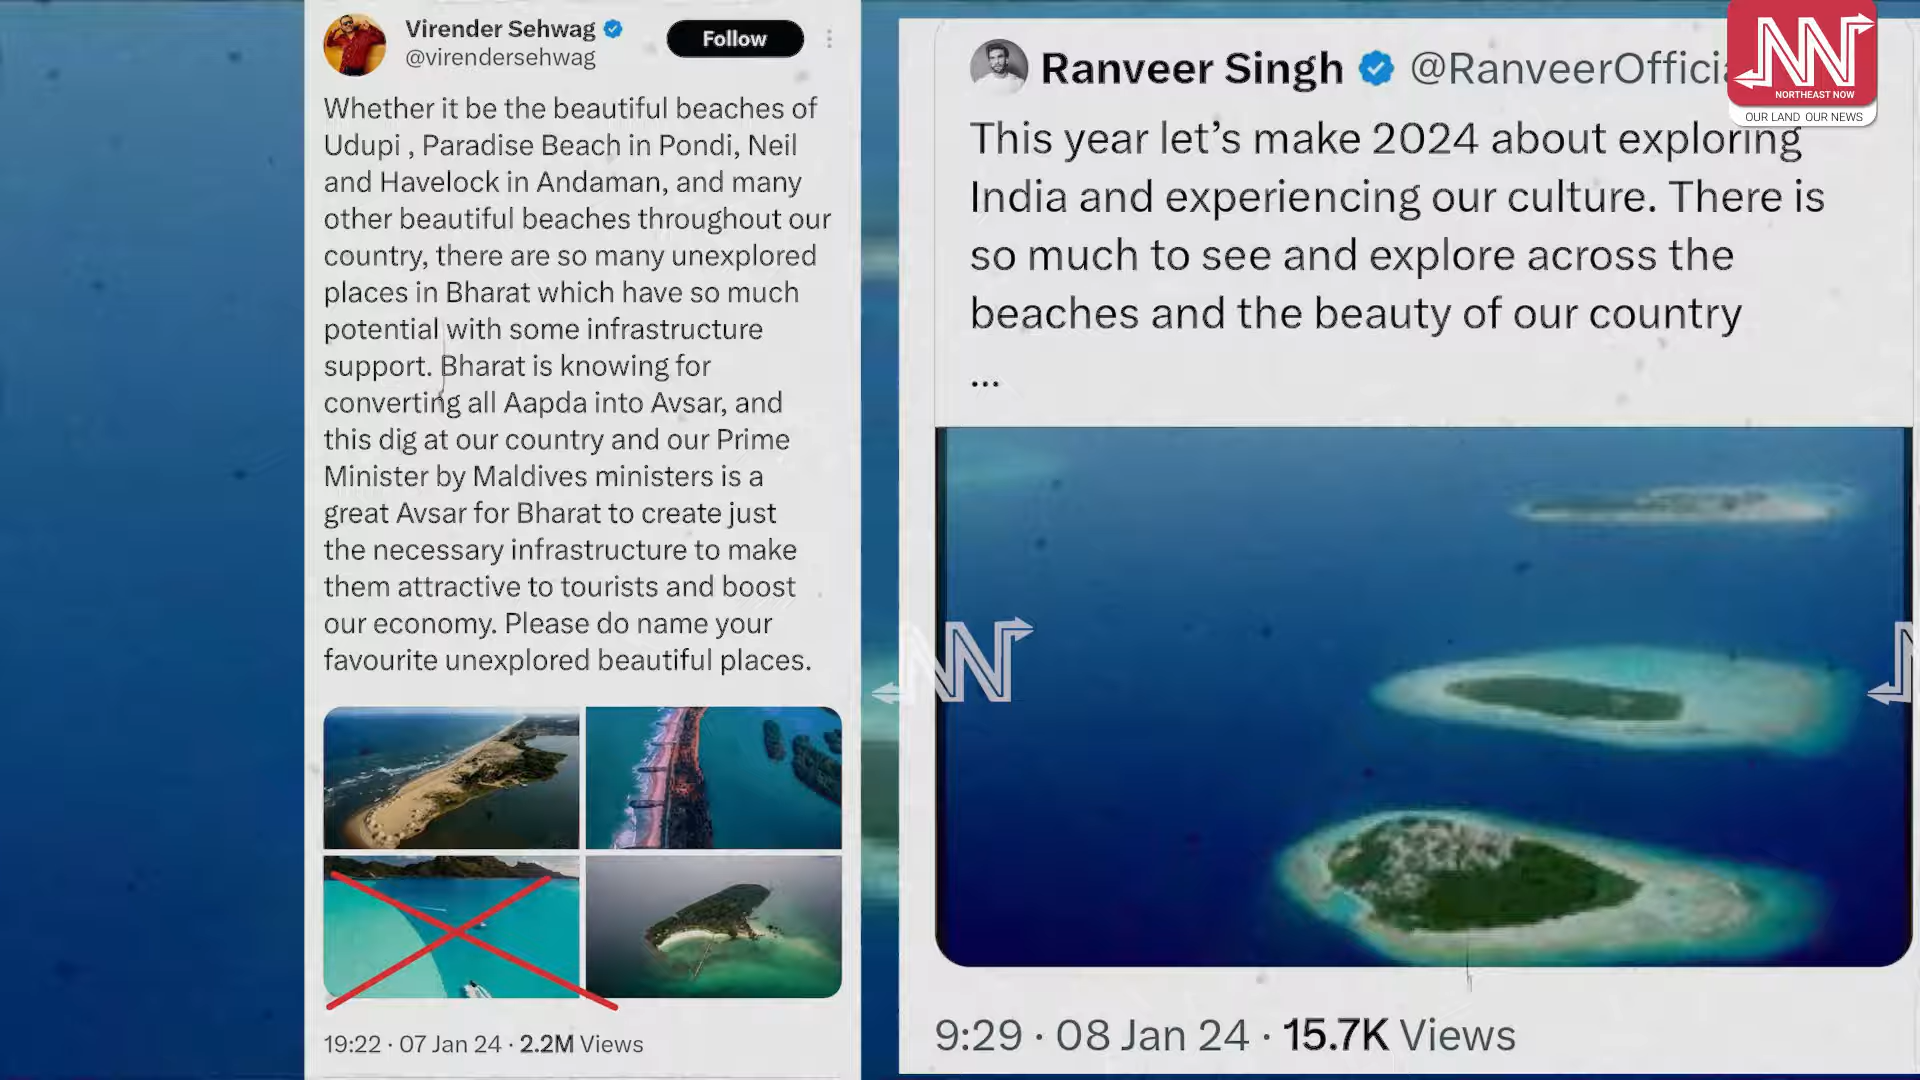 Virender Sehwag
@virendersehwag
Follow
Whether it be the beautiful beaches of
Udupi , Paradise Beach in Pondi, Neil
and Havelock in Andaman, and many
other beautiful beaches throughout our
country, there are so many unexplored
places in Bharat which have so much
potential with some infrastructure
support. Bharat is knowing for
converting all Aapda into Avsar, and
this dig at our country and our Prime
Minister by Maldives ministers is a
great Avsar for Bharat to create just
the necessary infrastructure to make
them attractive to tourists and boost
our economy. Please do name your
favourite unexplored beautiful places.
19:22 · 07 Jan 24 · 2.2M Views
Ranveer Singh @RanveerOffici
This year let's make 2024 about exploring
India and experiencing our culture. There is
so much to see and explore across the
beaches and the beauty of our country
...
9:29 · 08 Jan 24 · 15.7K Views
NN
NORTHEAST NOW
OUR LAND OUR NEWS
NN